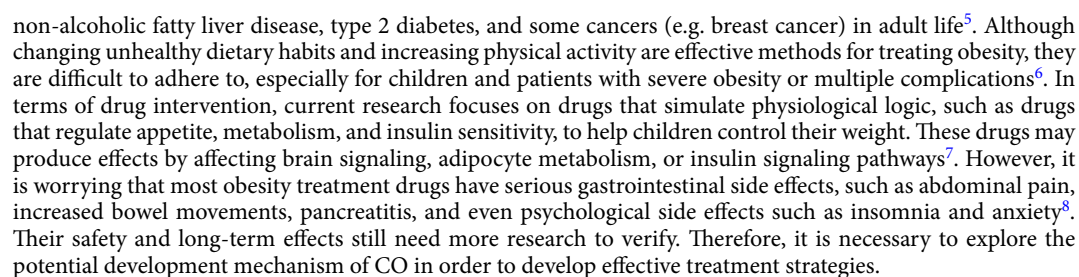 non-alcoholic fatty liver disease, type 2 diabetes, and some cancers (e.g. breast cancer) in adult life5. Although
changing unhealthy dietary habits and increasing physical activity are effective methods for treating obesity, they
are difficult to adhere to, especially for children and patients with severe obesity or multiple complications6. In
terms of drug intervention, current research focuses on drugs that simulate physiological logic, such as drugs
that regulate appetite, metabolism, and insulin sensitivity, to help children control their weight. These drugs may
produce effects by affecting brain signaling, adipocyte metabolism, or insulin signaling pathways7. However, it
is worrying that most obesity treatment drugs have serious gastrointestinal side effects, such as abdominal pain,
increased bowel movements, pancreatitis, and even psychological side effects such as insomnia and anxiety8.
Their safety and long-term effects still need more research to verify. Therefore, it is necessary to explore the
potential development mechanism of CO in order to develop effective treatment strategies.